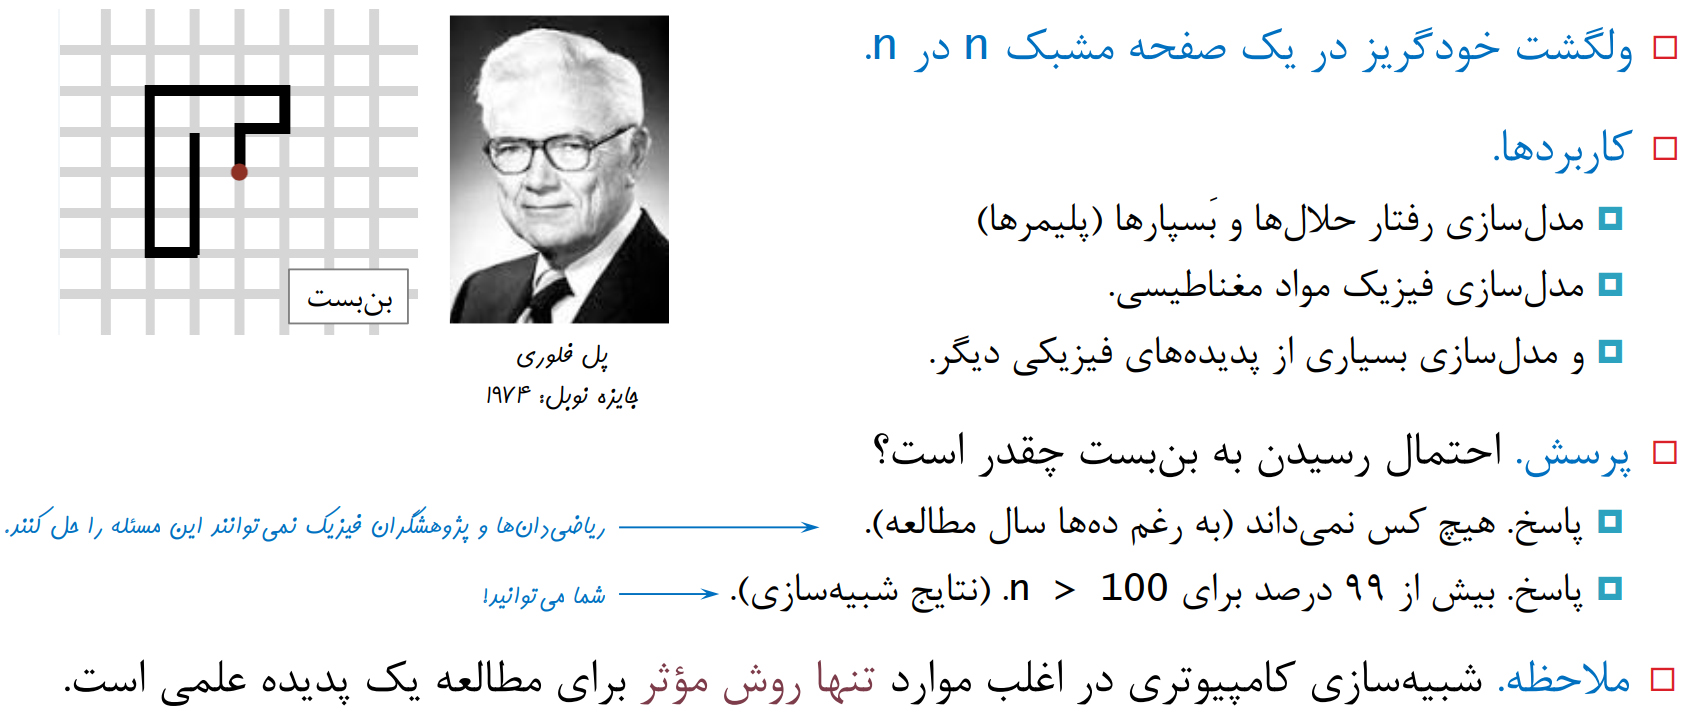 ولگشت خودگریز در یک صفحه مشبک n در n.
کاربردها.
مدل‌سازی رفتار حلال‌ها و بَسپارها (پلیمرها)
مدل‌سازی فیزیک مواد مغناطیسی.
و مدل‌سازی بسیاری از پدیده‌های فیزیکی دیگر.
بن‌بست
پل فلوری
جایزه نوبل: ۱۹۷۴
پرسش. احتمال رسیدن به بن‌بست چقدر است؟
پاسخ. هیچ کس نمی‌داند (به رغم ده‌ها سال مطالعه).
ریاضی‌دان‌ها و پژوهشگران فیزیک نمی‌توانند این مسئله را حل کنند.
پاسخ. بیش از ۹۹ درصد برای n > 100. (نتایج شبیه‌سازی).
شما می‌توانید!
ملاحظه. شبیه‌سازی کامپیوتری در اغلب موارد تنها روش مؤثر برای مطالعه یک پدیده علمی است.